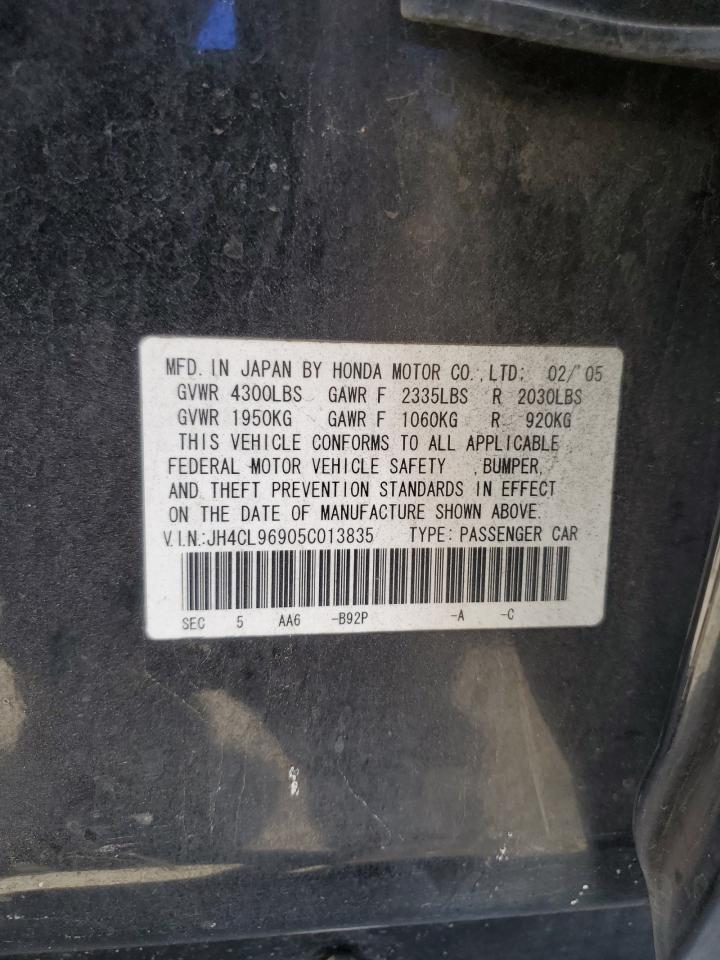 MFD. IN JAPAN BY HONDA MOTOR CO., LTD; 02/'05
GVWR 4300LBS GAWR F 2335LBS R 2030LBS
GVWR 1950KG GAWR F 1060KG R 920KG
THIS VEHICLE CONFORMS TO ALL APPLICABLE
FEDERAL MOTOR VEHICLE SAFETY , BUMPER,
AND THEFT PREVENTION STANDARDS IN EFFECT
ON THE DATE OF MANUFACTURE SHOWN ABOVE.
V.I.N.:JH4CL96905C013835 TYPE: PASSENGER CAR
SEC 5 AA6 -B92P -A -C